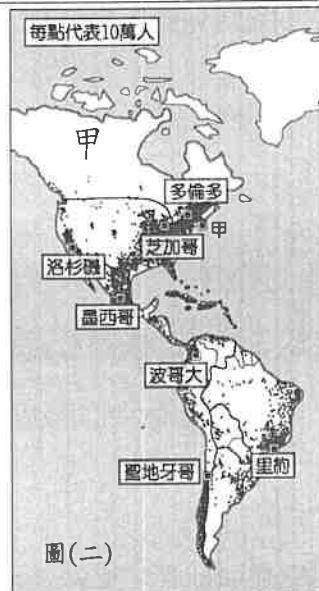 每點代表10萬人
甲
多倫多
芝加哥
甲
洛杉磯
墨西哥
波哥大
里約
聖地牙哥
圖(二)